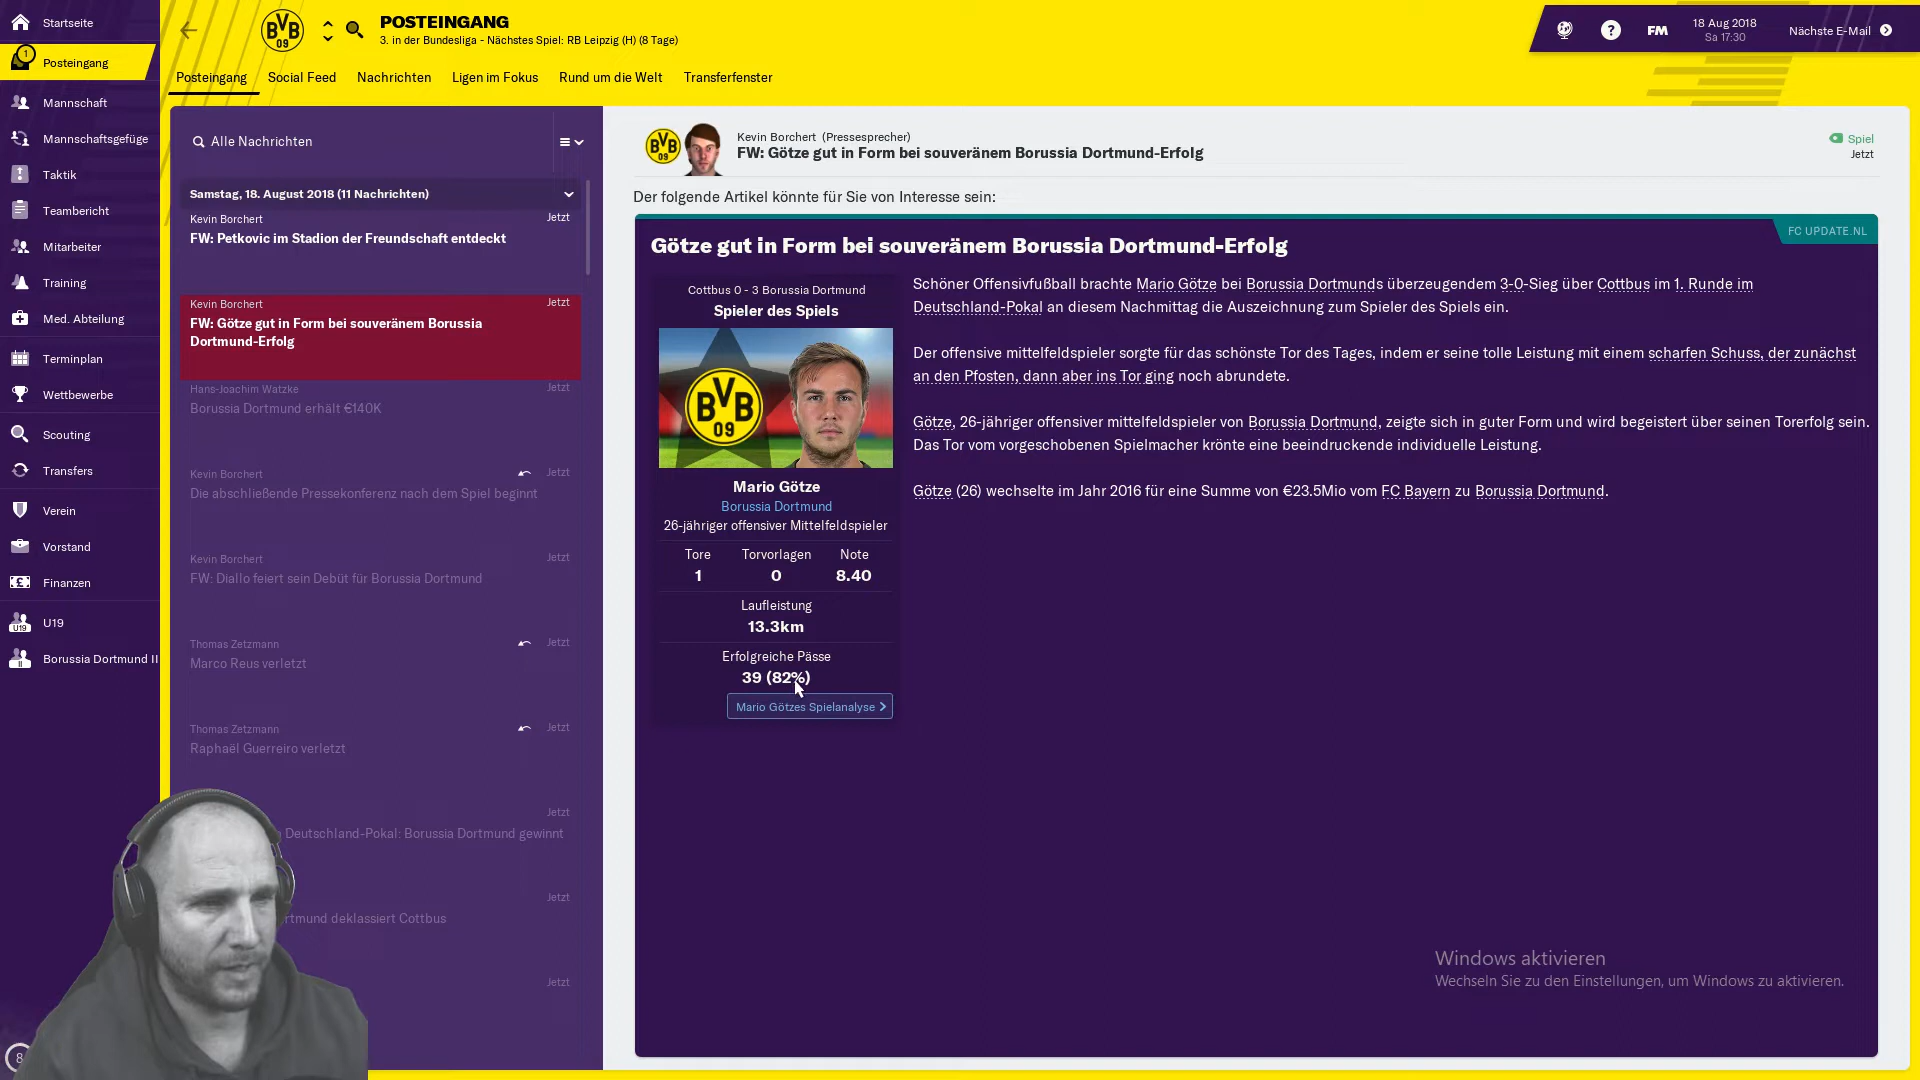 Startseite
1
Posteingang
Mannschaft
Mannschaftsgefüge
Taktik
Teambericht
Mitarbeiter
Training
Med. Abteilung
Terminplan
Wettbewerbe
Scouting
Transfers
Verein
Vorstand
Finanzen
U19
U19
II
Borussia Dortmund II
8
BVB
09
POSTEINGANG
3. in der Bundesliga - Nächstes Spiel: RB Leipzig (H) (8 Tage)
?
FM
18 Aug 2018
Sa 17:30
Nächste E-Mail
Posteingang
Social Feed
Nachrichten
Ligen im Fokus
Rund um die Welt
Transferfenster
Alle Nachrichten
Samstag, 18. August 2018 (11 Nachrichten)
Kevin Borchert
Jetzt
FW: Petkovic im Stadion der Freundschaft entdeckt
Kevin Borchert
Jetzt
FW: Götze gut in Form bei souveränem Borussia
Dortmund-Erfolg
Hans-Joachim Watzke
Jetzt
Borussia Dortmund erhält €140K
Kevin Borchert
Jetzt
Die abschließende Pressekonferenz nach dem Spiel beginnt
Kevin Borchert
Jetzt
FW: Diallo feiert sein Debüt für Borussia Dortmund
Thomas Zetzmann
Jetzt
Marco Reus verletzt
Thomas Zetzmann
Jetzt
Raphaël Guerreiro verletzt
Jetzt
Deutschland-Pokal: Borussia Dortmund gewinnt
Jetzt
rtmund deklassiert Cottbus
Jetzt
BVB
09
Kevin Borchert (Pressesprecher)
FW: Götze gut in Form bei souveränem Borussia Dortmund-Erfolg
Spiel
Jetzt
Der folgende Artikel könnte für Sie von Interesse sein:
Götze gut in Form bei souveränem Borussia Dortmund-Erfolg
FC UPDATE.NL
Cottbus 0 - 3 Borussia Dortmund
Spieler des Spiels
BVB
09
Mario Götze
Borussia Dortmund
26-jähriger offensiver Mittelfeldspieler
Tore Torvorlagen Note
1 0 8.40
Laufleistung
13.3km
Erfolgreiche Pässe
39 (82%)
Mario Götzes Spielanalyse
Schöner Offensivfußball brachte Mario Götze bei Borussia Dortmunds überzeugendem 3-0-Sieg über Cottbus im 1. Runde im
Deutschland-Pokal an diesem Nachmittag die Auszeichnung zum Spieler des Spiels ein.
Der offensive mittelfeldspieler sorgte für das schönste Tor des Tages, indem er seine tolle Leistung mit einem scharfen Schuss, der zunächst
an den Pfosten, dann aber ins Tor ging noch abrundete.
Götze, 26-jähriger offensiver mittelfeldspieler von Borussia Dortmund, zeigte sich in guter Form und wird begeistert über seinen Torerfolg sein.
Das Tor vom vorgeschobenen Spielmacher krönte eine beeindruckende individuelle Leistung.
Götze (26) wechselte im Jahr 2016 für eine Summe von €23.5Mio vom FC Bayern zu Borussia Dortmund.
Windows aktivieren
Wechseln Sie zu den Einstellungen, um Windows zu aktivieren.